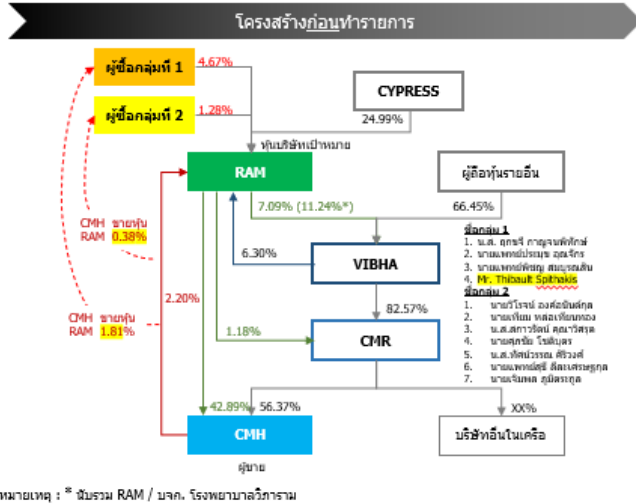 โครงสร้างก่อนทำรายการ
ผู้ซื้อกลุ่มที่ 1
4.67%
ผู้ซื้อกลุ่มที่ 2
1.28%
CYPRESS
24.99%
หุ้นบริษัทเป้าหมาย
RAM
ผู้ถือหุ้นรายอื่น
7.09% (11.24%*)
66.45%
CMH ขายหุ้น
RAM 0.38%
6.30%
VIBHA
2.20%
82.57%
CMH ขายหุ้น
RAM 1.81%
1.18%
CMR
ซื้อกลุ่ม 1
1. น.ส. ฤกขจี กาญจนพิทักษ์
2. นายแพทย์ประมุข อุณจักร
3. นายแพทย์พิชญ สมบูรณสิน
4. Mr. Thibault Spithakis
ซื้อกลุ่ม 2
1. นายวิโรจน์ องค์อนันต์กุล
2. นายเทียม หล่อเทียนทอง
3. น.ส.สภาวรัตน์ คุณาวิศรุต
4. นายศุภชัย โชติบุตร
5. น.ส.ทัศน์วรรณ ศิริวงศ์
6. นายแพทย์สุธี ลีละเศรษฐกุล
7. นายเจิมพล ภูมิตระกูล
42.89%
56.37%
XX%
CMH
บริษัทอื่นในเครือ
ผู้ขาย
หมายเหตุ : * นับรวม RAM / บจก. โรงพยาบาลวิภาราม